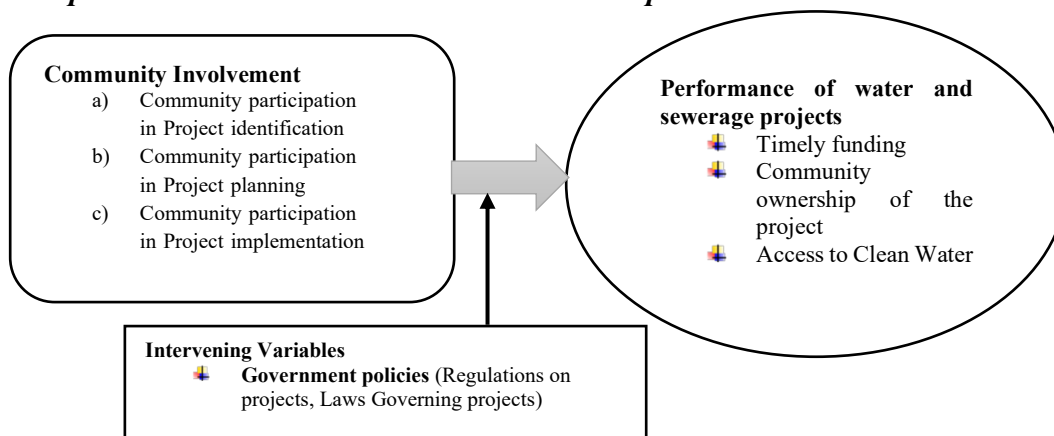 Community Involvement
a) Community participation
in Project identification
b) Community participation
in Project planning
c) Community participation
in Project implementation
Performance of water and
sewerage projects
Timely funding
Community
ownership of the
project
Access to Clean Water
Intervening Variables
Government policies (Regulations on
projects, Laws Governing projects)